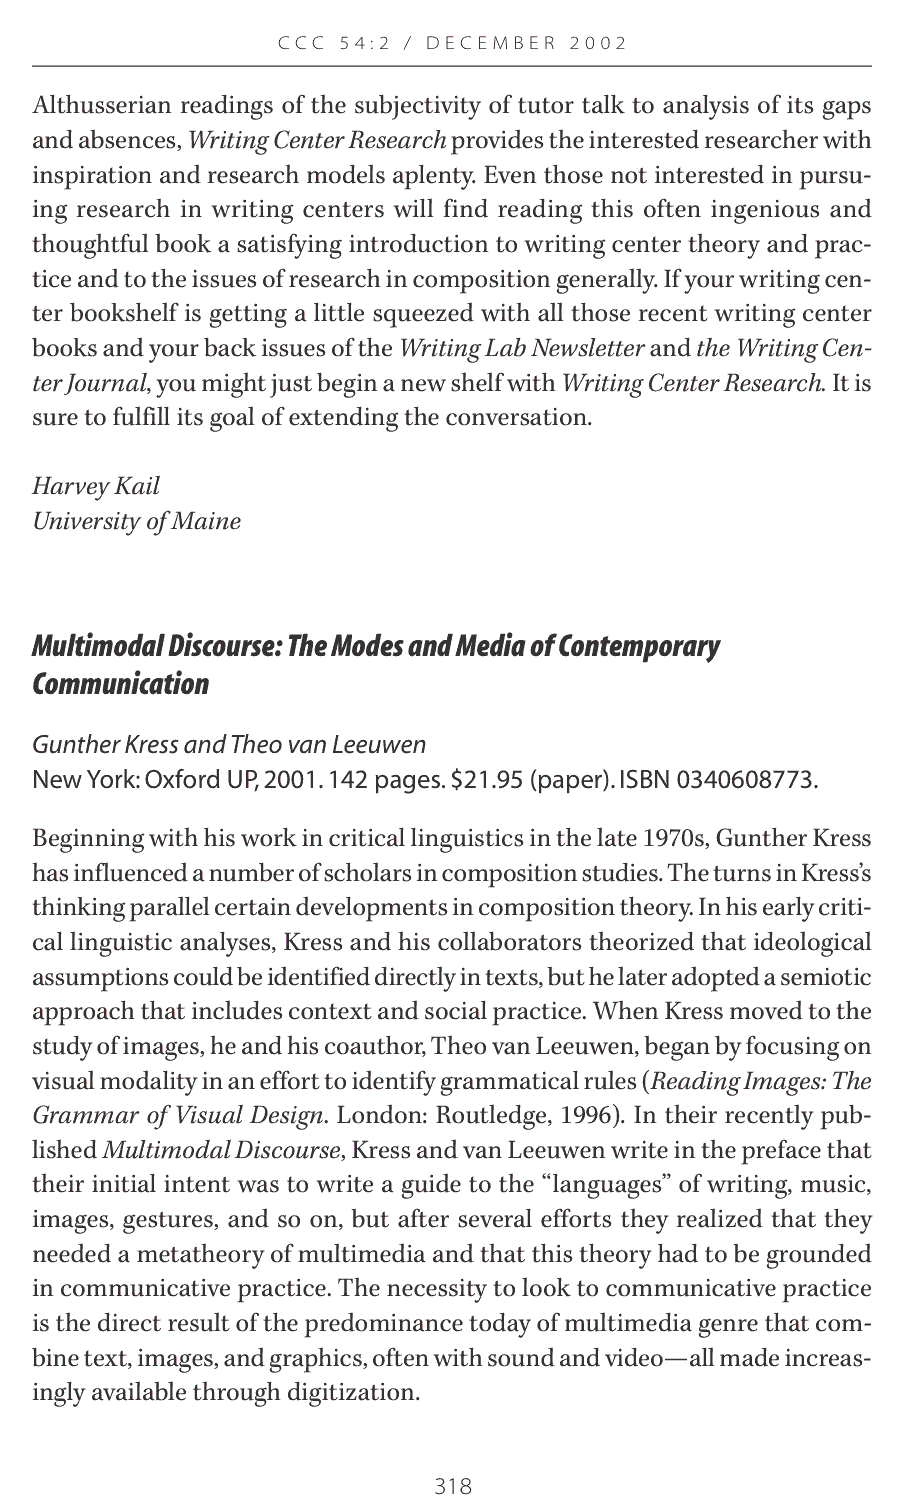 CCC 54:2 / DECEMBER 2002
Althusserian readings of the subjectivity of tutor talk to analysis of its gaps
and absences, Writing Center Research provides the interested researcher with
inspiration and research models aplenty. Even those not interested in pursu-
ing research in writing centers will find reading this often ingenious and
thoughtful book a satisfying introduction to writing center theory and prac-
tice and to the issues of research in composition generally. If your writing cen-
ter bookshelf is getting a little squeezed with all those recent writing center
books and your back issues of the Writing Lab Newsletter and the Writing Cen-
ter Journal, you might just begin a new shelf with Writing Center Research. It is
sure to fulfill its goal of extending the conversation.
Harvey Kail
University of Maine
Multimodal Discourse: The Modes and Media of Contemporary
Communication
Gunther Kress and Theo van Leeuwen
New York: Oxford UP, 2001. 142 pages. $21.95 (paper). ISBN 0340608773.
Beginning with his work in critical linguistics in the late 1970s, Gunther Kress
has influenced a number of scholars in composition studies. The turns in Kress’s
thinking parallel certain developments in composition theory. In his early criti-
cal linguistic analyses, Kress and his collaborators theorized that ideological
assumptions could be identified directly in texts, but he later adopted a semiotic
approach that includes context and social practice. When Kress moved to the
study of images, he and his coauthor, Theo van Leeuwen, began by focusing on
visual modality in an effort to identify grammatical rules (Reading Images: The
Grammar of Visual Design. London: Routledge, 1996). In their recently pub-
lished Multimodal Discourse, Kress and van Leeuwen write in the preface that
their initial intent was to write a guide to the “languages” of writing, music,
images, gestures, and so on, but after several efforts they realized that they
needed a metatheory of multimedia and that this theory had to be grounded
in communicative practice. The necessity to look to communicative practice
is the direct result of the predominance today of multimedia genre that com-
bine text, images, and graphics, often with sound and video—all made increas-
ingly available through digitization.
318